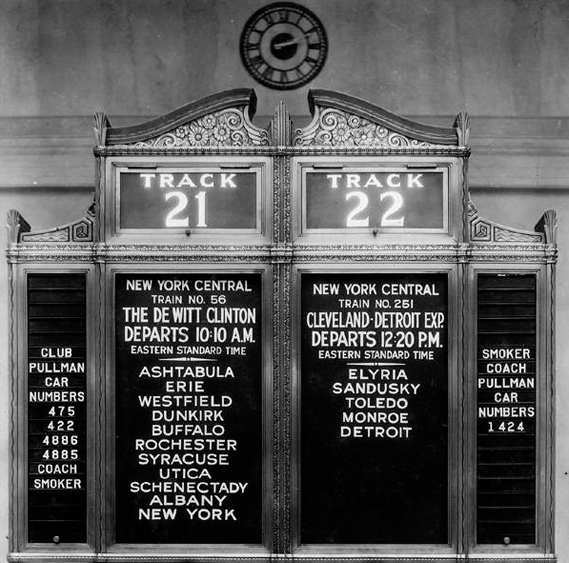 TRACK
21
TRACK
22
CLUB
PULLMAN
CAR
NUMBERS
475
422
4886
4885
COACH
SMOKER
NEW YORK CENTRAL
TRAIN NO. 56
THE DE WITT CLINTON
DEPARTS 10:10 A.M.
EASTERN STANDARD TIME
ASHTABULA
ERIE
WESTFIELD
DUNKIRK
BUFFALO
ROCHESTER
SYRACUSE
UTICA
SCHENECTADY
ALBANY
NEW YORK
NEW YORK CENTRAL
TRAIN NO. 251
CLEVELAND-DETROIT EXP.
DEPARTS 12:20 P.M.
EASTERN STANDARD TIME
ELYRIA
SANDUSKY
TOLEDO
MONROE
DETROIT
SMOKER
COACH
PULLMAN
CAR
NUMBERS
1424